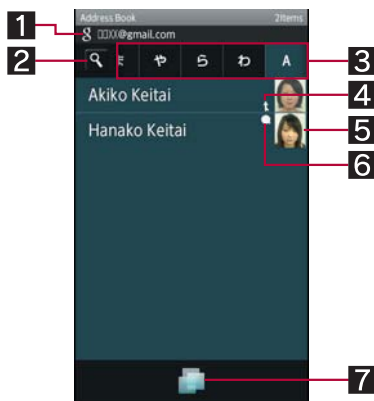 Address Book 2Items
1
g □□XX@gmail.com
2
ま や ら わ A
3
Akiko Keitai
t
4
Hanako Keitai
5
6
7